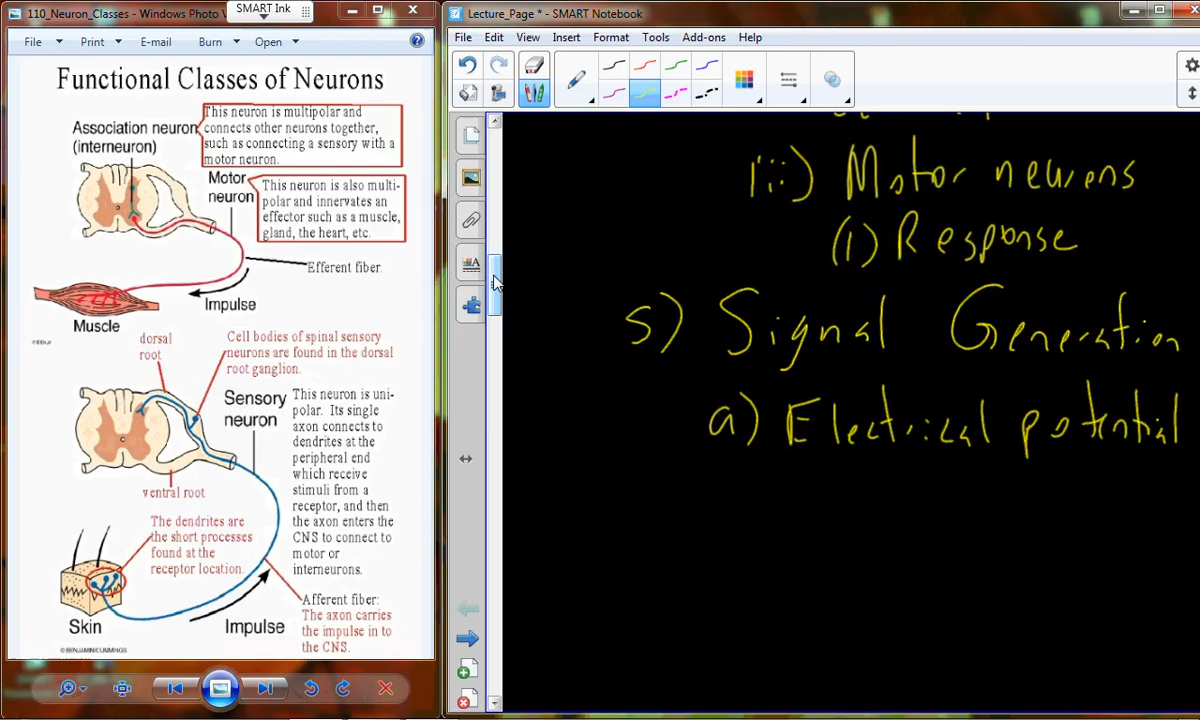 110_Neuron_Classes - Windows Photo V
SMART Ink
File Print E-mail Burn Open
Functional Classes of Neurons
Association neuron
(interneuron)
This neuron is multipolar and
connects other neurons together,
such as connecting a sensory with a
motor neuron.
Motor
neuron
This neuron is also multi-
polar and innervates an
effector such as a muscle,
gland, the heart, etc.
Efferent fiber
Impulse
Muscle
dorsal
root
Cell bodies of spinal sensory
neurons are found in the dorsal
root ganglion.
Sensory
neuron
This neuron is uni-
polar. Its single
axon connects to
dendrites at the
peripheral end
which receive
stimuli from a
receptor, and then
the axon enters the
CNS to connect to
motor or
interneurons.
ventral root
The dendrites are
the short processes
found at the
receptor location.
Skin
Impulse
Afferent fiber:
The axon carries
the impulse in to
the CNS.
©BENJAMIN/CUMMINGS
Lecture_Page * - SMART Notebook
File Edit View Insert Format Tools Add-ons Help
iii) Motor neurons
(1) Response
5) Signal Generation
a) Electrical potential